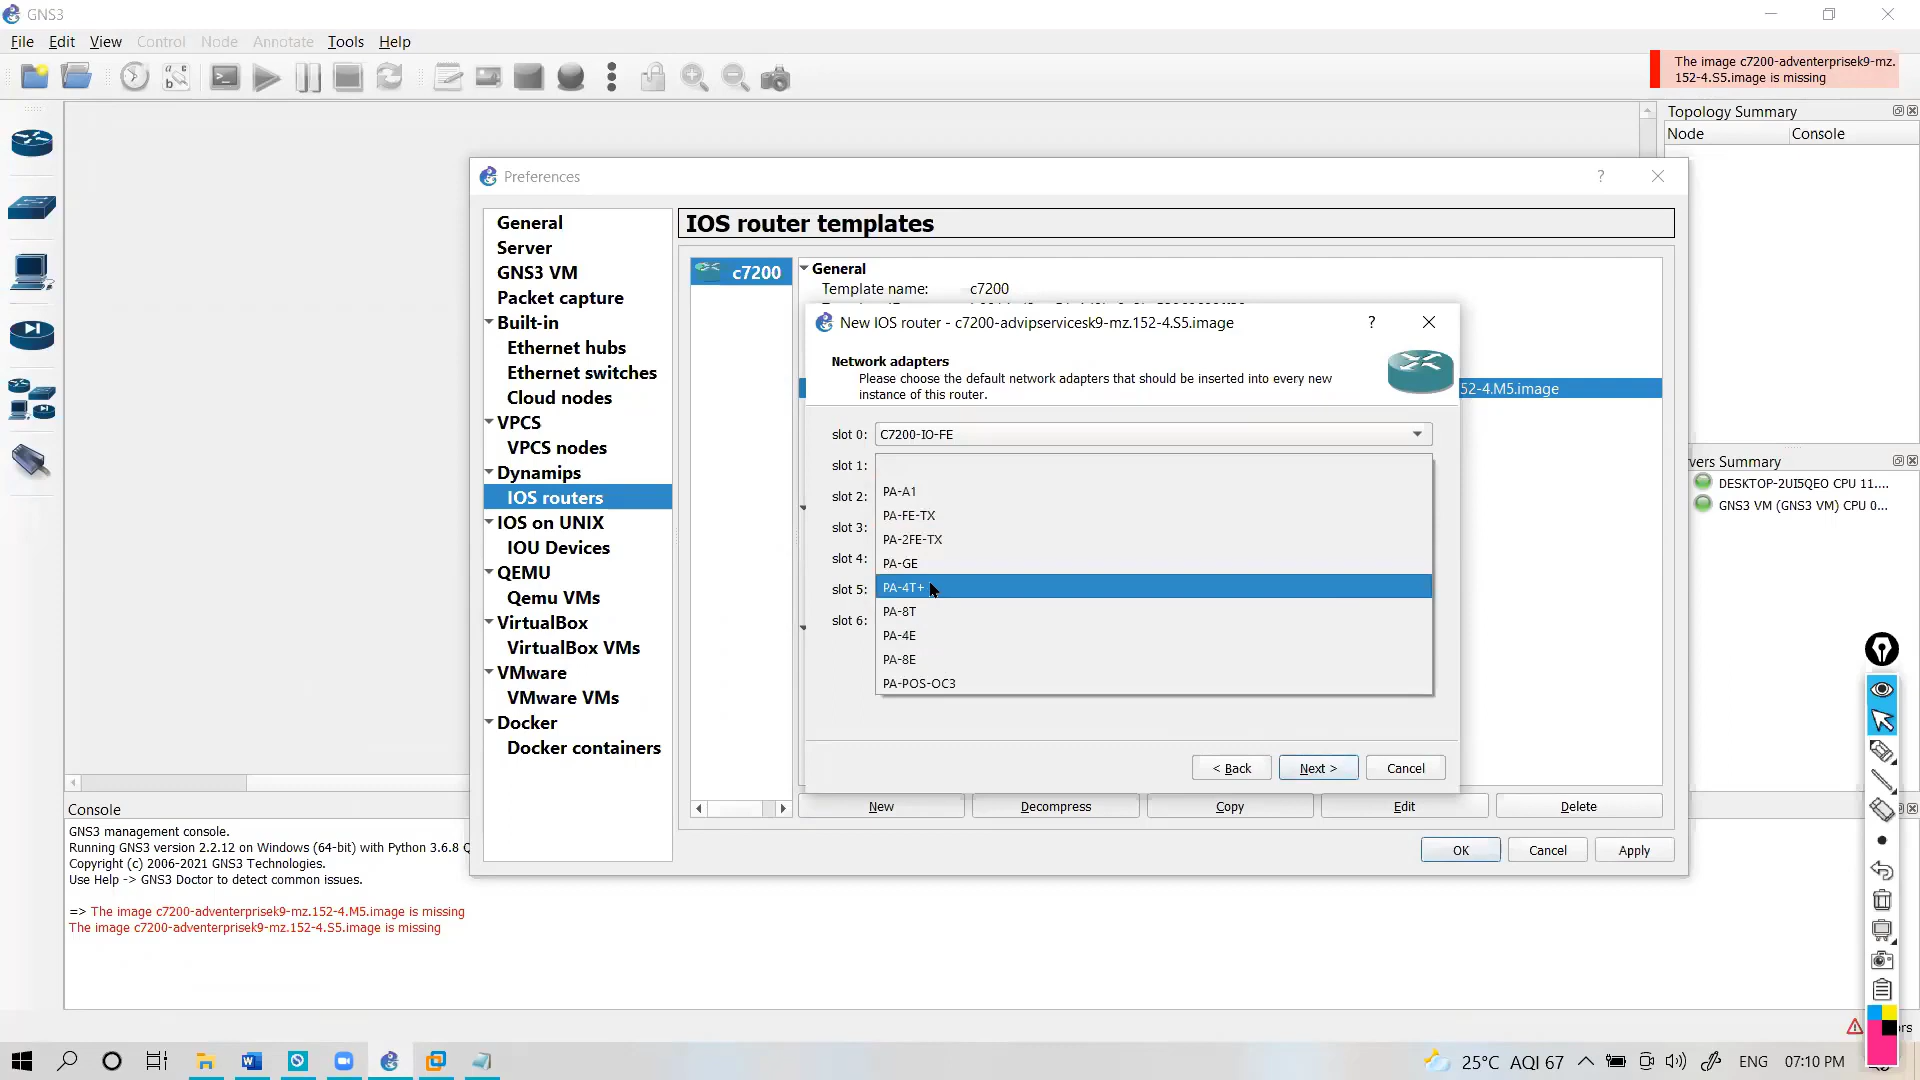 GNS3
File Edit View Control Node Annotate Tools Help
The image c7200-adventerprisek9-mz.
152-4.S5.image is missing
Topology Summary
Node Console
Preferences
?
General
Server
GNS3 VM
Packet capture
Built-in
Ethernet hubs
Ethernet switches
Cloud nodes
VPCS
VPCS nodes
Dynamips
IOS routers
IOS on UNIX
IOU Devices
QEMU
Qemu VMs
VirtualBox
VirtualBox VMs
VMware
VMware VMs
Docker
Docker containers
IOS router templates
c7200
General
Template name: c7200
52-4.M5.image
New IOS router - c7200-advipservicesk9-mz.152-4.S5.image
?
Network adapters
Please choose the default network adapters that should be inserted into every new
instance of this router.
slot 0: C7200-IO-FE
slot 1:
slot 2:
slot 3:
slot 4:
slot 5:
slot 6:
PA-A1
PA-FE-TX
PA-2FE-TX
PA-GE
PA-4T+
PA-8T
PA-4E
PA-8E
PA-POS-OC3
< Back Next > Cancel
New Decompress Copy Edit Delete
OK Cancel Apply
vers Summary
DESKTOP-2UI5QEO CPU 11....
GNS3 VM (GNS3 VM) CPU 0...
Console
GNS3 management console.
Running GNS3 version 2.2.12 on Windows (64-bit) with Python 3.6.8 Q
Copyright (c) 2006-2021 GNS3 Technologies.
Use Help -> GNS3 Doctor to detect common issues.
=> The image c7200-adventerprisek9-mz.152-4.M5.image is missing
The image c7200-adventerprisek9-mz.152-4.S5.image is missing
rs
25°C AQI 67 ENG 07:10 PM